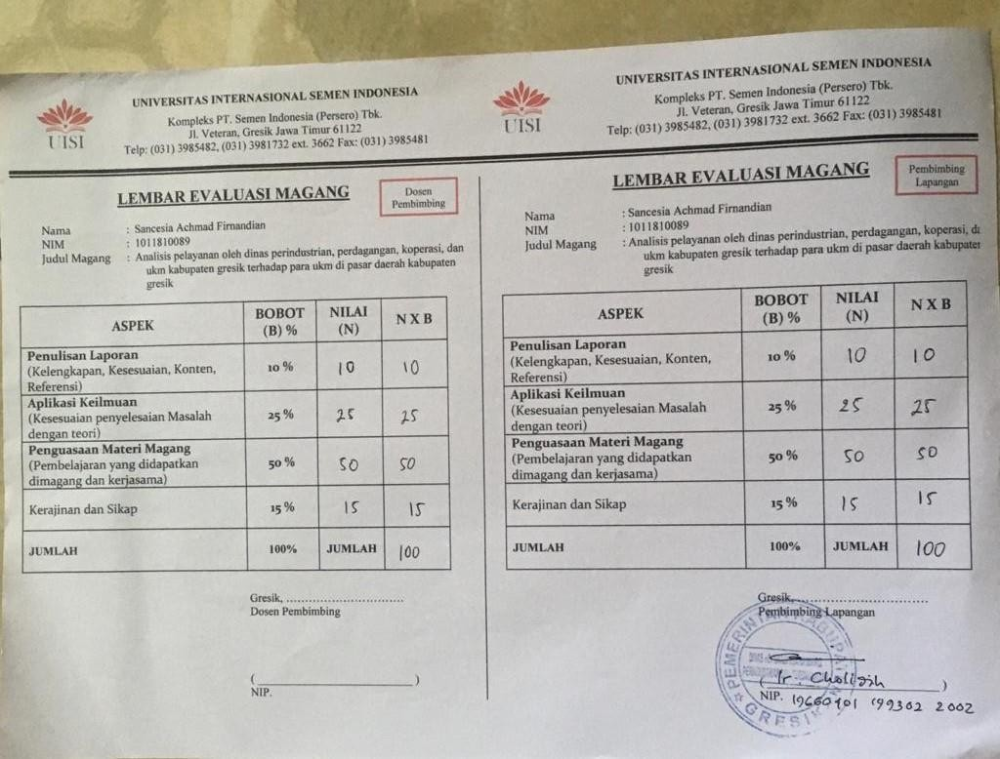 UISI
UNIVERSITAS INTERNASIONAL SEMEN INDONESIA
Kompleks PT. Semen Indonesia (Persero) Tbk.
Jl. Veteran, Gresik Jawa Timur 61122
Telp: (031) 3985482, (031) 3981732 ext. 3662 Fax: (031) 3985481
LEMBAR EVALUASI MAGANG
Dosen
Pembimbing
Nama : Sancesia Achmad Firnandian
NIM : 1011810089
Judul Magang : Analisis pelayanan oleh dinas perindustrian, perdagangan, koperasi, dan
ukm kabupaten gresik terhadap para ukm di pasar daerah kabupaten
gresik
ASPEK BOBOT (B) % NILAI (N) N X B
Penulisan Laporan
(Kelengkapan, Kesesuaian, Konten,
Referensi)
10 % 10 10
Aplikasi Keilmuan
(Kesesuaian penyelesaian Masalah
dengan teori)
25 % 25 25
Penguasaan Materi Magang
(Pembelajaran yang didapatkan
dimagang dan kerjasama)
50 % 50 50
Kerajinan dan Sikap 15 % 15 15
JUMLAH 100% JUMLAH 100
Gresik, ..............................
Dosen Pembimbing
(______________________)
NIP.
UISI
UNIVERSITAS INTERNASIONAL SEMEN INDONESIA
Kompleks PT. Semen Indonesia (Persero) Tbk.
Jl. Veteran, Gresik Jawa Timur 61122
Telp: (031) 3985482, (031) 3981732 ext. 3662 Fax: (031) 3985481
LEMBAR EVALUASI MAGANG
Pembimbing
Lapangan
Nama : Sancesia Achmad Firnandian
NIM : 1011810089
Judul Magang : Analisis pelayanan oleh dinas perindustrian, perdagangan, koperasi, da
ukm kabupaten gresik terhadap para ukm di pasar daerah kabupaten
gresik
ASPEK BOBOT (B) % NILAI (N) N X B
Penulisan Laporan
(Kelengkapan, Kesesuaian, Konten,
Referensi)
10 % 10 10
Aplikasi Keilmuan
(Kesesuaian penyelesaian Masalah
dengan teori)
25 % 25 25
Penguasaan Materi Magang
(Pembelajaran yang didapatkan
dimagang dan kerjasama)
50 % 50 50
Kerajinan dan Sikap 15 % 15 15
JUMLAH 100% JUMLAH 100
Gresik, ..............................
Pembimbing Lapangan
PEMERINTAH KABUPATEN
GRESIK
(Ir. Choligih)
NIP. 19660101 199302 2002